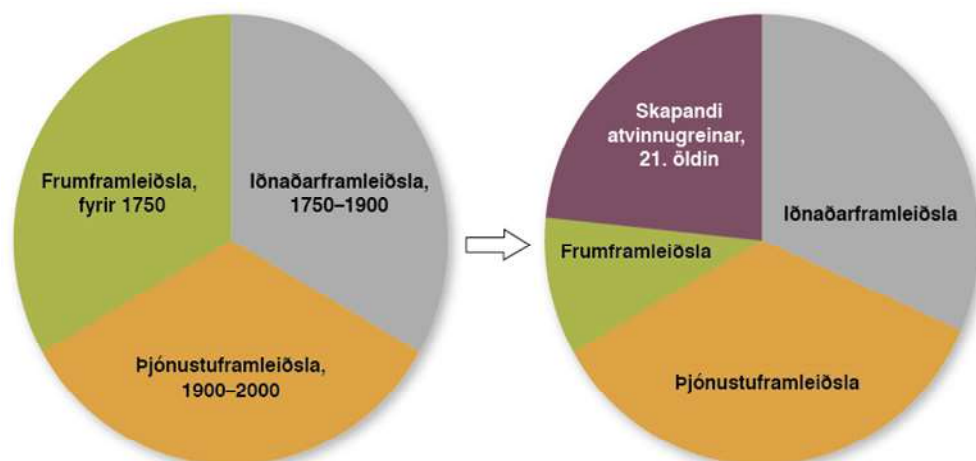 Frumframleiðsla,
fyrir 1750
Iðnaðarframleiðsla,
1750–1900
Þjónustuframleiðsla,
1900–2000
Skapandi
atvinnugreinar,
21. öldin
Iðnaðarframleiðsla
Frumframleiðsla
Þjónustuframleiðsla